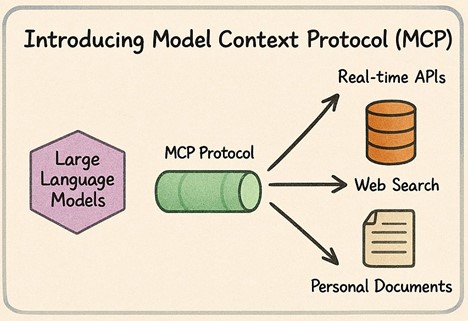 Introducing Model Context Protocol (MCP)
Real-time APIs
Large
Language
Models
MCP Protocol
Web Search
Personal Documents